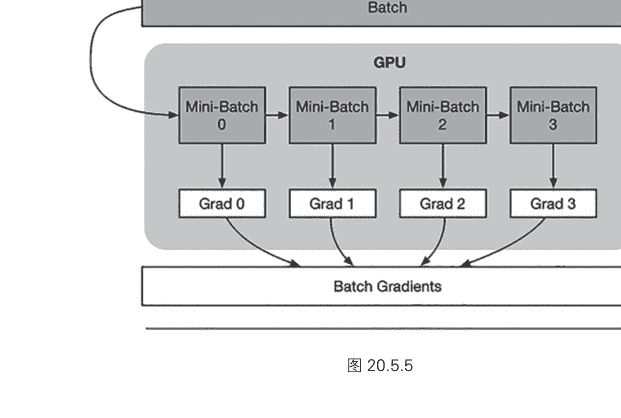 Batch
GPU
Mini-Batch 0
Mini-Batch 1
Mini-Batch 2
Mini-Batch 3
Grad 0
Grad 1
Grad 2
Grad 3
Batch Gradients
图 20.5.5